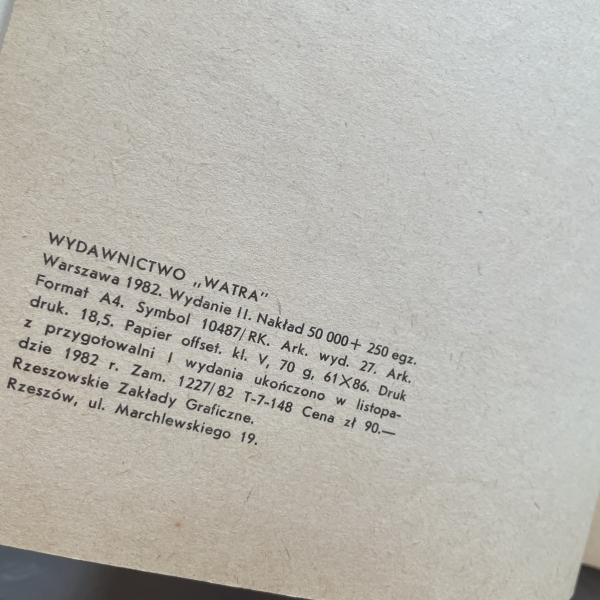 WYDAWNICTWO „WATRA”
Warszawa 1982. Wydanie II. Nakład 50 000+ 250 egz.
Format A4. Symbol 10487/RK. Ark. wyd. 27. Ark.
druk. 18,5. Papier offset. kl. V, 70 g, 61×86. Druk
z przygotowalni I wydania ukończono w listopa-
dzie 1982 r. Zam. 1227/82 T-7-148 Cena zł 90.—
Rzeszowskie Zakłady Graficzne.
Rzeszów, ul. Marchlewskiego 19.